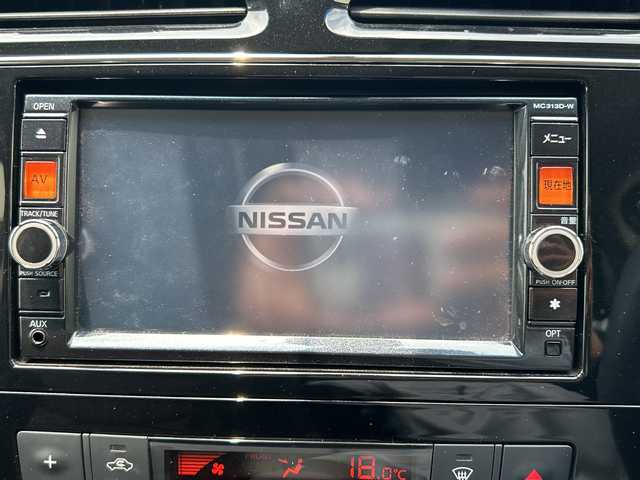 OPEN
MC313D-W
メニュー
AV
現在地
TRACK/TUNE
音量
NISSAN
PUSH SOURCE
PUSH ON·OFF
AUX
OPT
FRONT
18.0°C